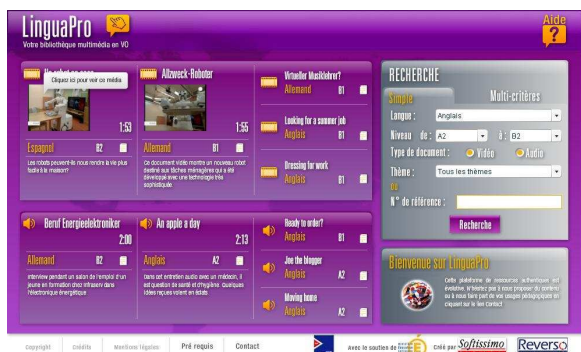 LinguaPro
Votre bibliothèque multimédia en VO
Aide
?
Cliquez ici pour voir ce média
1:53
Espagnol B2
Les robots peuvent-ils nous rendre la vie plus
facile à la maison?
Allzweck-Roboter
1:55
Allemand B1
Ce document vidéo montre un nouveau robot
destiné aux tâches ménagères qui a été
développé avec une technologie très
sophistiquée
Virtueller Musiklehrer?
Allemand B1
Looking for a summer job
Anglais B1
Dressing for work
Anglais B1
Beruf Energieelektroniker
2:00
Allemand B2
Interview pendant un salon de l'emploi d'un
jeune en formation chez Infraserv dans
l'électronique énergétique
An apple a day
2:13
Anglais A2
Dans cet entretien audio avec un médecin, il
est question de santé et d'hygiène. Quelques
idées reçues volent en éclats.
Ready to order?
Anglais B1
Joe the blogger
Anglais A2
Moving home
Anglais A2
RECHERCHE
Simple Multi-critères
Langue : Anglais
Niveau de : A2 à : B2
Type de document : Vidéo Audio
Thème : Tous les thèmes
ou
N° de référence :
Recherche
Bienvenue sur LinguaPro
Cette plateforme de ressources authentiques est
évolutive. N'hésitez pas à nous proposer du contenu
ou à nous faire part de vos usages pédagogiques en
cliquant sur le lien Contact
Copyright Crédits Mentions légales Pré requis Contact
Avec le soutien de
Créé par Softissimo Reverso